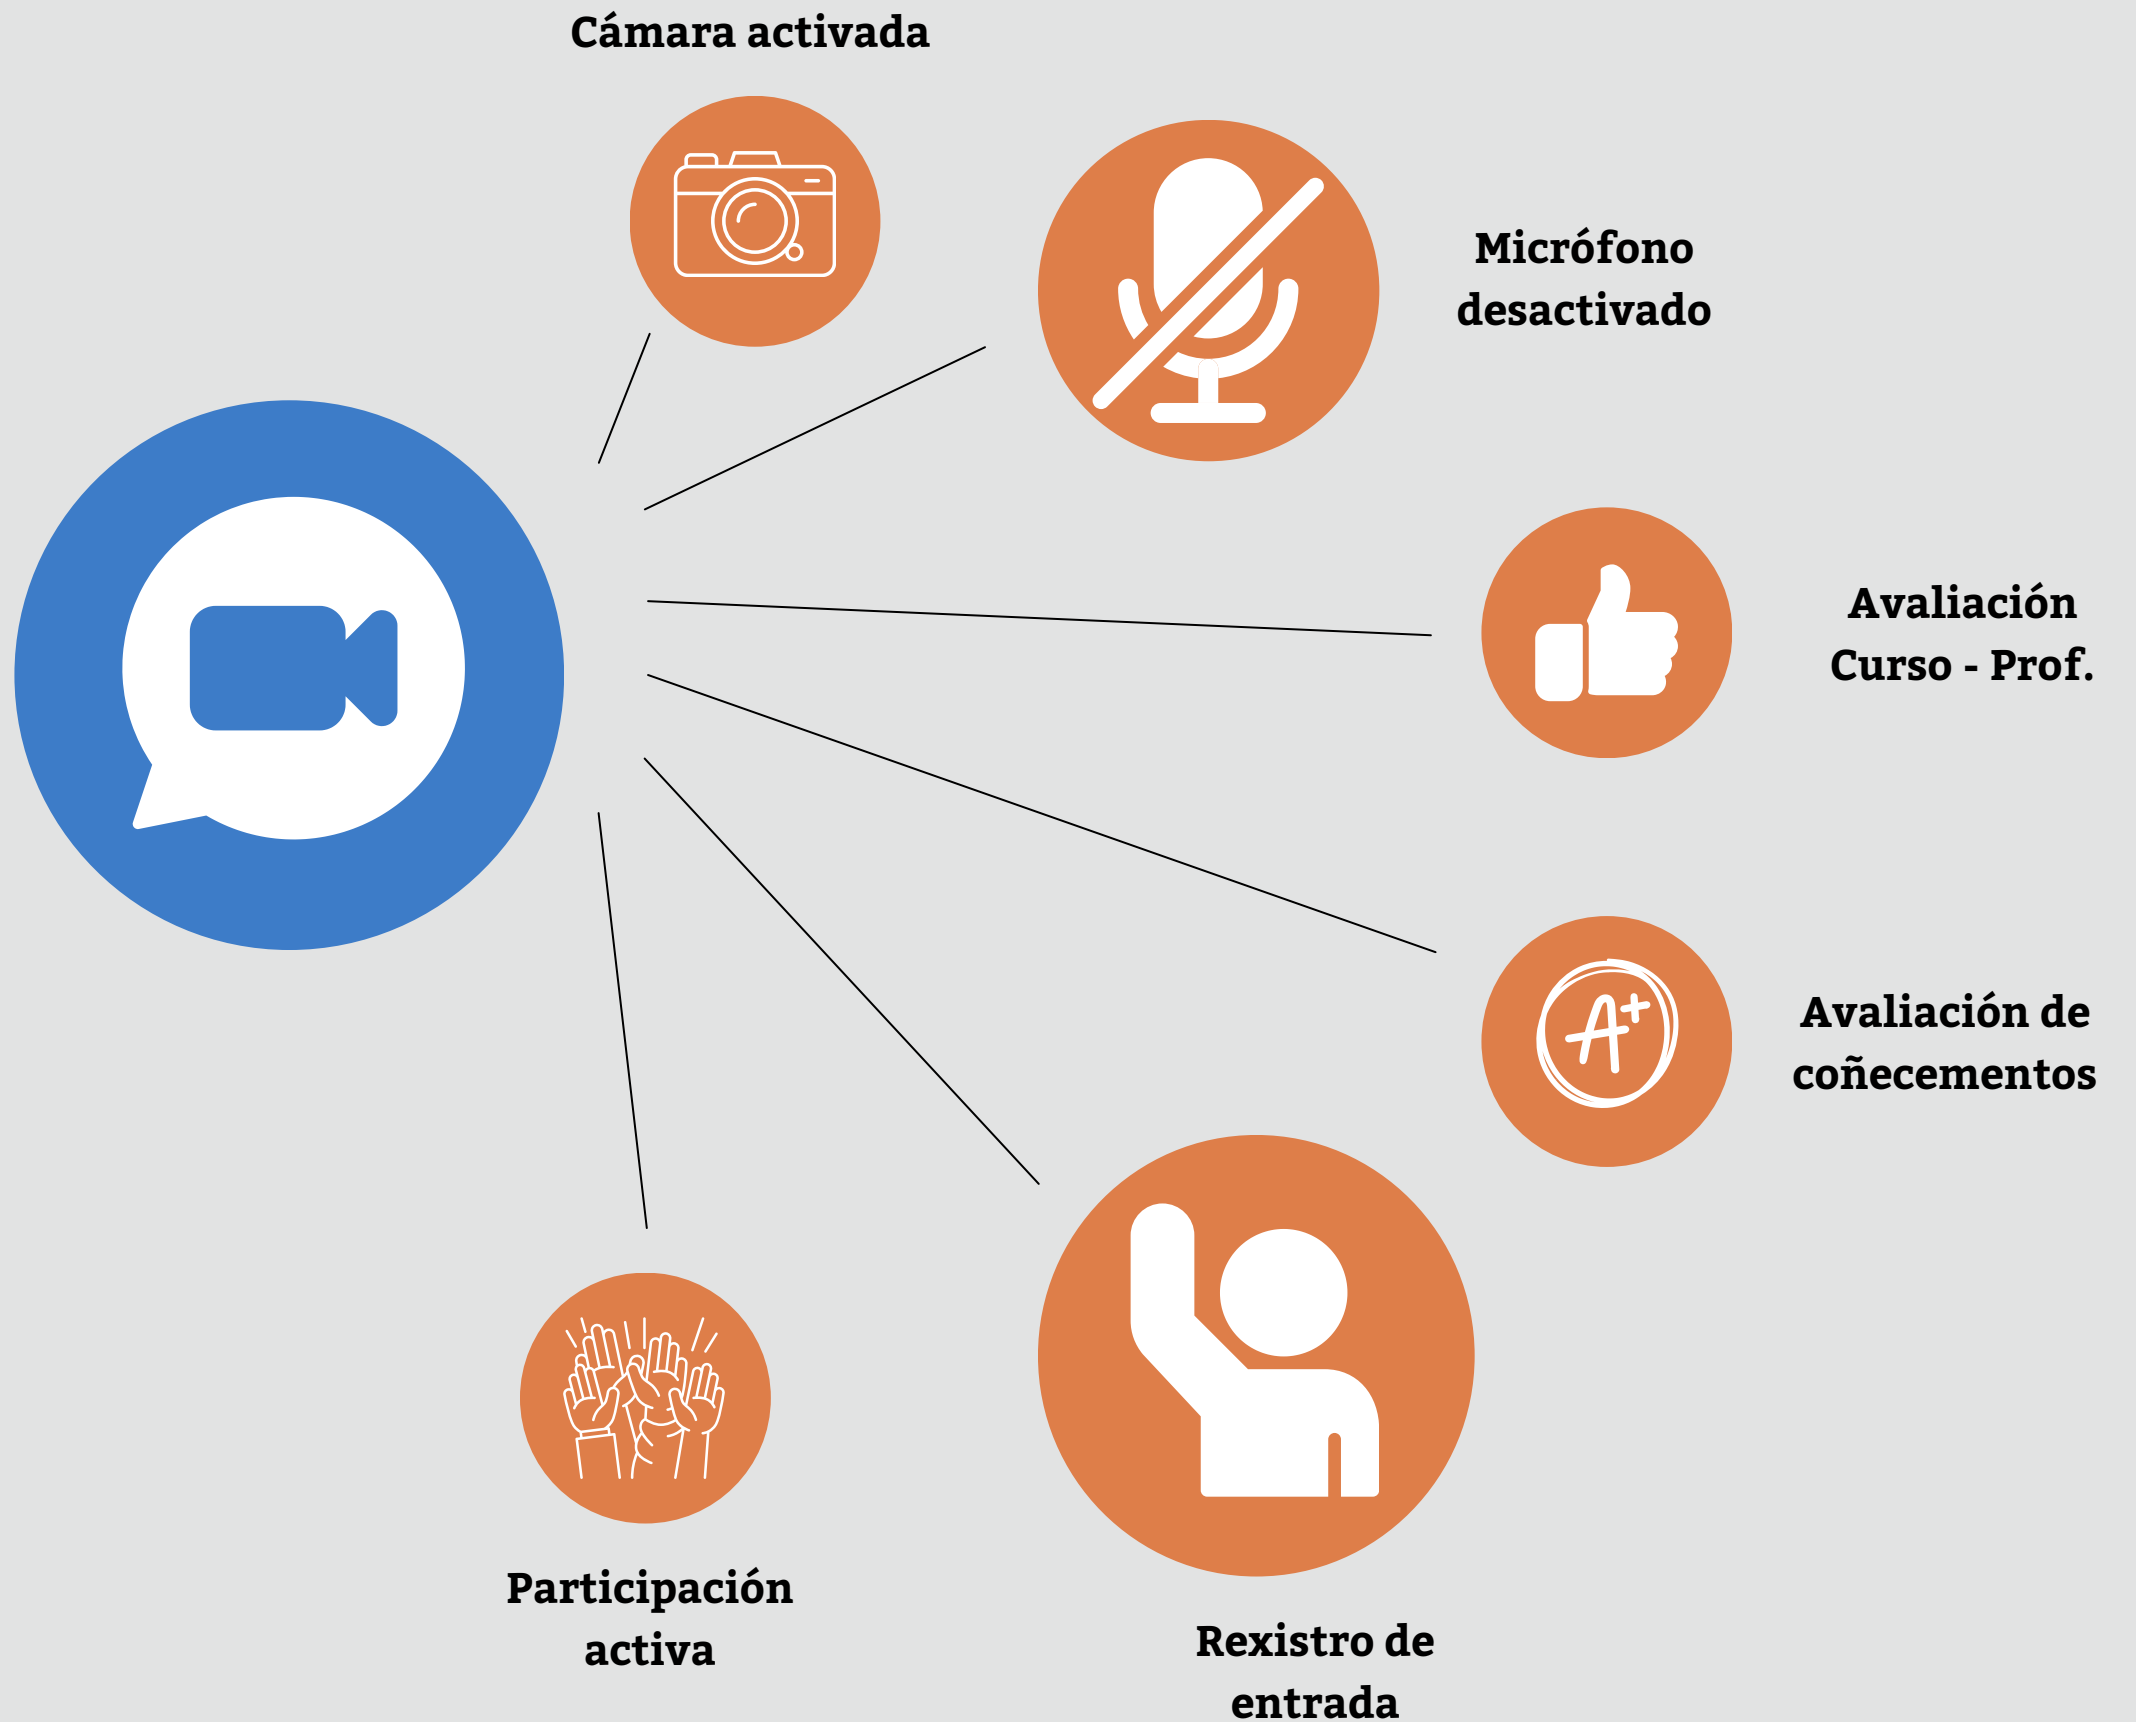 Cámara activada
Micrófono
desactivado
Avaliación
Curso - Prof.
Avaliación de
coñecementos
A+
Rexistro de
entrada
Participación
activa